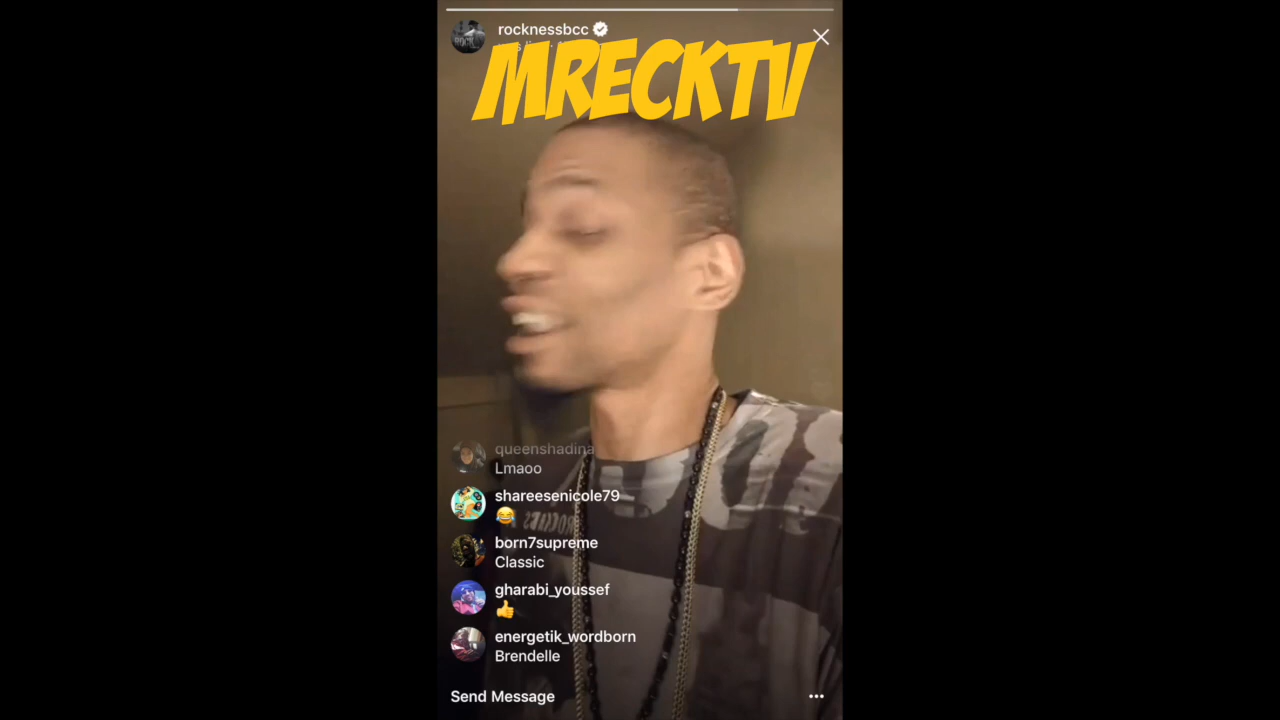 rocknessbcc
MRECKTV
queenshadina
Lmaoo
shareesenicole79
😂
born7supreme
Classic
gharabi_youssef
👍
energetik_wordborn
Brendelle
Send Message